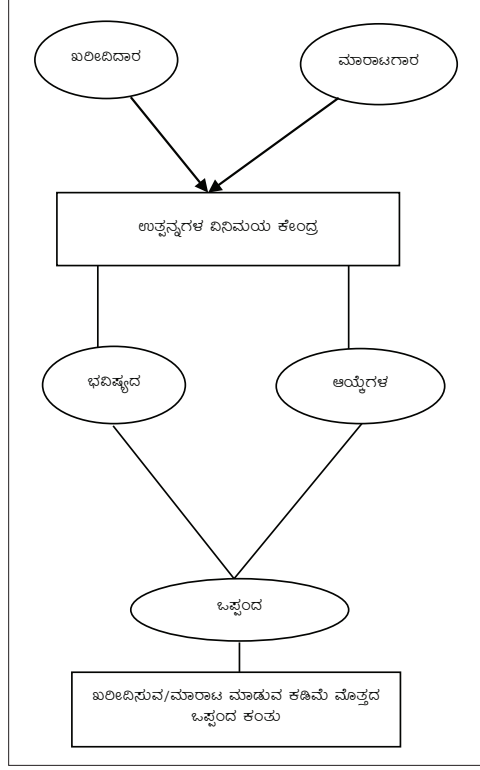 ಖರೀದಿದಾರ
ಮಾರಾಟಗಾರ
ಉತ್ಪನ್ನಗಳ ವಿನಿಮಯ ಕೇಂದ್ರ
ಭವಿಷ್ಯದ
ಆಯ್ಕೆಗಳ
ಒಪ್ಪಂದ
ಖರೀದಿಸುವ/ಮಾರಾಟ ಮಾಡುವ ಕಡಿಮೆ ಮೊತ್ತದ
ಒಪ್ಪಂದ ಕಂತು